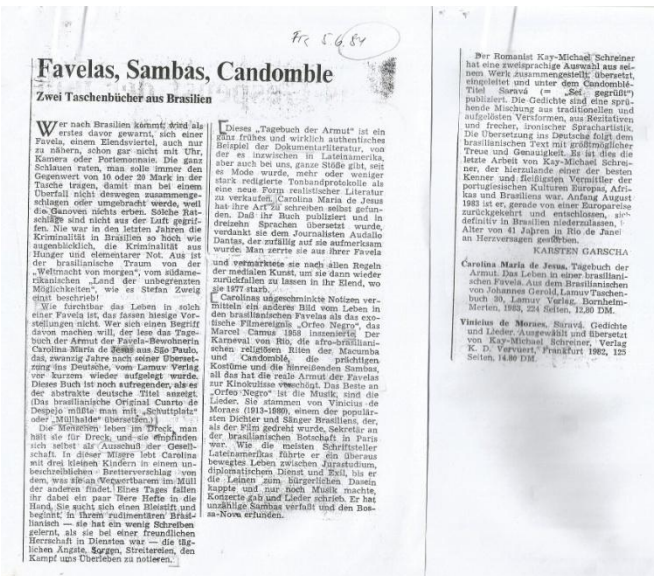 FR 5.6.84
Favelas, Sambas, Candomble
Zwei Taschenbücher aus Brasilien
Wer nach Brasilien kommt, wird als
erstes davor gewarnt, sich einer
Favela, einem Elendsviertel, auch nur
zu nähern, schon gar nicht mit Uhr,
Kamera oder Portemonnaie. Die ganz
Schlauen raten, man solle immer den
Gegenwert von 10 oder 20 Mark in der
Tasche tragen, damit man bei einem
Überfall nicht deswegen zusammenge-
schlagen oder umgebracht werde, weil
die Ganoven nichts erben. Solche Rat-
schläge sind nicht aus der Luft gegrif-
fen. Nie war in den letzten Jahren die
Kriminalität in Brasilien so hoch wie
augenblicklich, die Kriminalität aus
Hunger und elementarer Not. Aus ist
der brasilianische Traum von der
„Weltmacht von morgen“, vom südame-
rikanischen „Land der unbegrenzten
Möglichkeiten“, wie es Stefan Zweig
einst beschrieb!
Wie furchtbar das Leben in solch
einer Favela ist, das fassen hiesige Vor-
stellungen nicht. Wer sich einen Begriff
davon machen will, der lese das Tage-
buch der Armut der Favela-Bewohnerin
Carolina Maria de Jesus aus São Paulo,
das, zwanzig Jahre nach seiner Überset-
zung ins Deutsche, vom Lamuv Verlag
vor kurzem wieder aufgelegt wurde.
Dieses Buch ist noch aufregender, als es
der abstrakte deutsche Titel anzeigt.
(Das brasilianische Original Cuarto de
Despejo müßte man mit „Schuttplatz“
oder „Müllhalde“ übersetzen.)
Die Menschen leben im Dreck, man
hält sie für Dreck, und sie empfinden
sich selbst als Ausschuß der Gesell-
schaft. In dieser Misere lebt Carolina
mit drei kleinen Kindern in einem un-
beschreiblichen Bretterverschlag von
dem, was sie an Verwertbarem im Müll
der anderen findet. Eines Tages fallen
ihr dabei ein paar leere Hefte in die
Hand. Sie sucht sich einen Bleistift und
beginnt, in ihrem rudimentären Brasi-
lianisch — sie hat ein wenig Schreiben
gelernt, als sie bei einer freundlichen
Herrschaft in Diensten war — die täg-
lichen Ängste, Sorgen, Streitereien, den
Kampf ums Überleben zu notieren.
Dieses „Tagebuch der Armut“ ist ein
ganz frühes und wirklich authentisches
Beispiel der Dokumentarliteratur, von
der es inzwischen in Lateinamerika,
aber auch bei uns, ganze Stöße gibt, seit
es Mode wurde, mehr oder weniger
stark redigierte Tonbandprotokolle als
eine neue Form realistischer Literatur
zu verkaufen. Carolina Maria de Jesus
hat ihre Art zu schreiben selbst gefun-
den. Daß ihr Buch publiziert und in
dreizehn Sprachen übersetzt wurde,
verdankt sie dem Journalisten Audalio
Dantas, der zufällig auf sie aufmerksam
wurde. Man zerrte sie aus ihrer Favela
und vermarktete sie nach allen Regeln
der medialen Kunst, um sie dann wieder
zurückfallen zu lassen in ihr Elend, wo
sie 1977 starb.
Carolinas ungeschminkte Notizen ver-
mitteln ein anderes Bild vom Leben in
den brasilianischen Favelas als das exo-
tische Filmereignis „Orfeo Negro“, das
Marcel Camus 1958 inszenierte. Der
Karneval von Rio, die afro-brasiliani-
schen religiösen Riten der Macumba
und Candomblé, die prächtigen
Kostüme und die hinreißenden Sambas,
all das hat die reale Armut der Favelas
zur Kinokulisse verschönt. Das Beste an
„Orfeo Negro“ ist die Musik, sind die
Lieder. Sie stammen von Vinicius de
Moraes (1913–1980), einem der populär-
sten Dichter und Sänger Brasiliens, der,
als der Film gedreht wurde, Sekretär an
der brasilianischen Botschaft in Paris
war. Wie die meisten Schriftsteller
Lateinamerikas führte er ein überaus
bewegtes Leben zwischen Jurastudium,
diplomatischem Dienst und Exil, bis er
die Leinen zum bürgerlichen Dasein
kappte und nur noch Musik machte,
Konzerte gab und Lieder schrieb. Er hat
unzählige Sambas verfaßt und den Bos-
sa-Nova erfunden.
Der Romanist Kay-Michael Schreiner
hat eine zweisprachige Auswahl aus sei-
nem Werk zusammengestellt, übersetzt,
eingeleitet und unter dem Candomblé-
Titel Saravá (= „Sei gegrüßt“)
publiziert. Die Gedichte sind eine sprü-
hende Mischung aus traditionellen und
aufgelösten Versformen, aus Rezitativen
und frecher, ironischer Sprachartistik.
Die Übersetzung ins Deutsche folgt dem
brasilianischen Text mit größtmöglicher
Treue und Genauigkeit. Es ist dies die
letzte Arbeit von Kay-Michael Schrei-
ner, der hierzulande einer der besten
Kenner und fleißigsten Vermittler der
portugiesischen Kulturen Europas, Afri-
kas und Brasiliens war. Anfang August
1983 ist er, gerade von einer Europareise
zurückgekehrt und entschlossen, sich
definitiv in Brasilien niederzulassen, im
Alter von 41 Jahren in Rio de Janei
an Herzversagen gestorben.
KARSTEN GARSCHA
Carolina Maria de Jesus, Tagebuch der
Armut. Das Leben in einer brasiliani-
schen Favela. Aus dem Brasilianischen
von Johannes Gerold, Lamuv Taschen-
buch 30, Lamuv Verlag, Bornheim-
Merten, 1983, 224 Seiten, 12,80 DM.
Vinicius de Moraes, Saravá. Gedichte
und Lieder. Ausgewählt und übersetzt
von Kay-Michael Schreiner, Verlag
K. D. Vervuert, Frankfurt 1982, 125
Seiten, 14.80 DM.